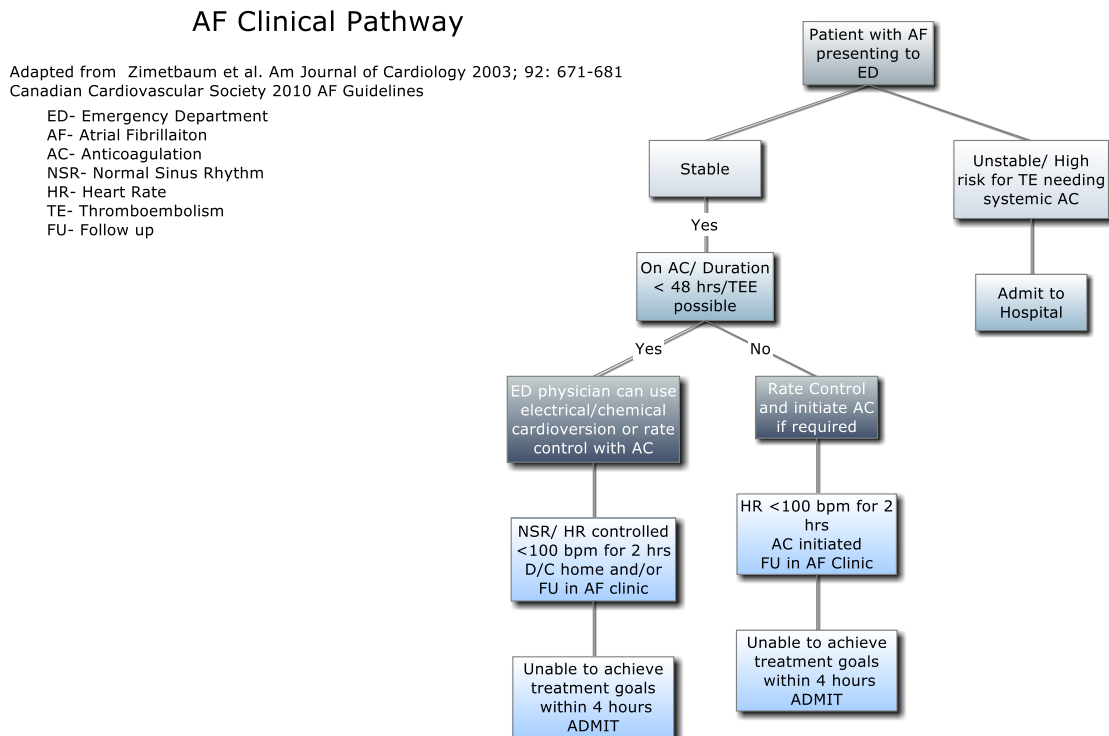 AF Clinical Pathway
Adapted from  Zimetbaum et al. Am Journal of Cardiology 2003; 92: 671-681
Canadian Cardiovascular Society 2010 AF Guidelines
ED- Emergency Department
AF- Atrial Fibrillaiton
AC- Anticoagulation
NSR- Normal Sinus Rhythm
HR- Heart Rate
TE- Thromboembolism
FU- Follow up
Patient with AF
presenting to
ED
Stable
Unstable/ High
risk for TE needing
systemic AC
Yes
On AC/ Duration
< 48 hrs/TEE
possible
Admit to
Hospital
Yes
No
ED physician can use
electrical/chemical
cardioversion or rate
control with AC
Rate Control
and initiate AC
if required
NSR/ HR controlled
<100 bpm for 2 hrs
D/C home and/or
FU in AF clinic
HR <100 bpm for 2
hrs
AC initiated
FU in AF Clinic
Unable to achieve
treatment goals
within 4 hours
ADMIT
Unable to achieve
treatment goals
within 4 hours
ADMIT